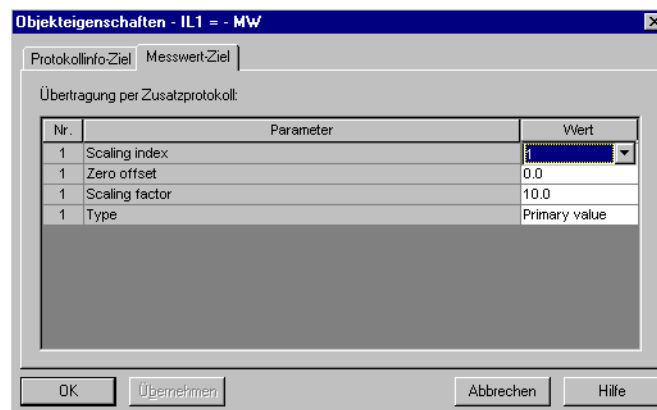 Objekteigenschaften - IL1 = - MW
Protokollinfo-Ziel Messwert-Ziel
Übertragung per Zusatzprotokoll:
Nr. Parameter Wert
1 Scaling index 1
1 Zero offset 0.0
1 Scaling factor 10.0
1 Type Primary value
OK Übernehmen Abbrechen Hilfe